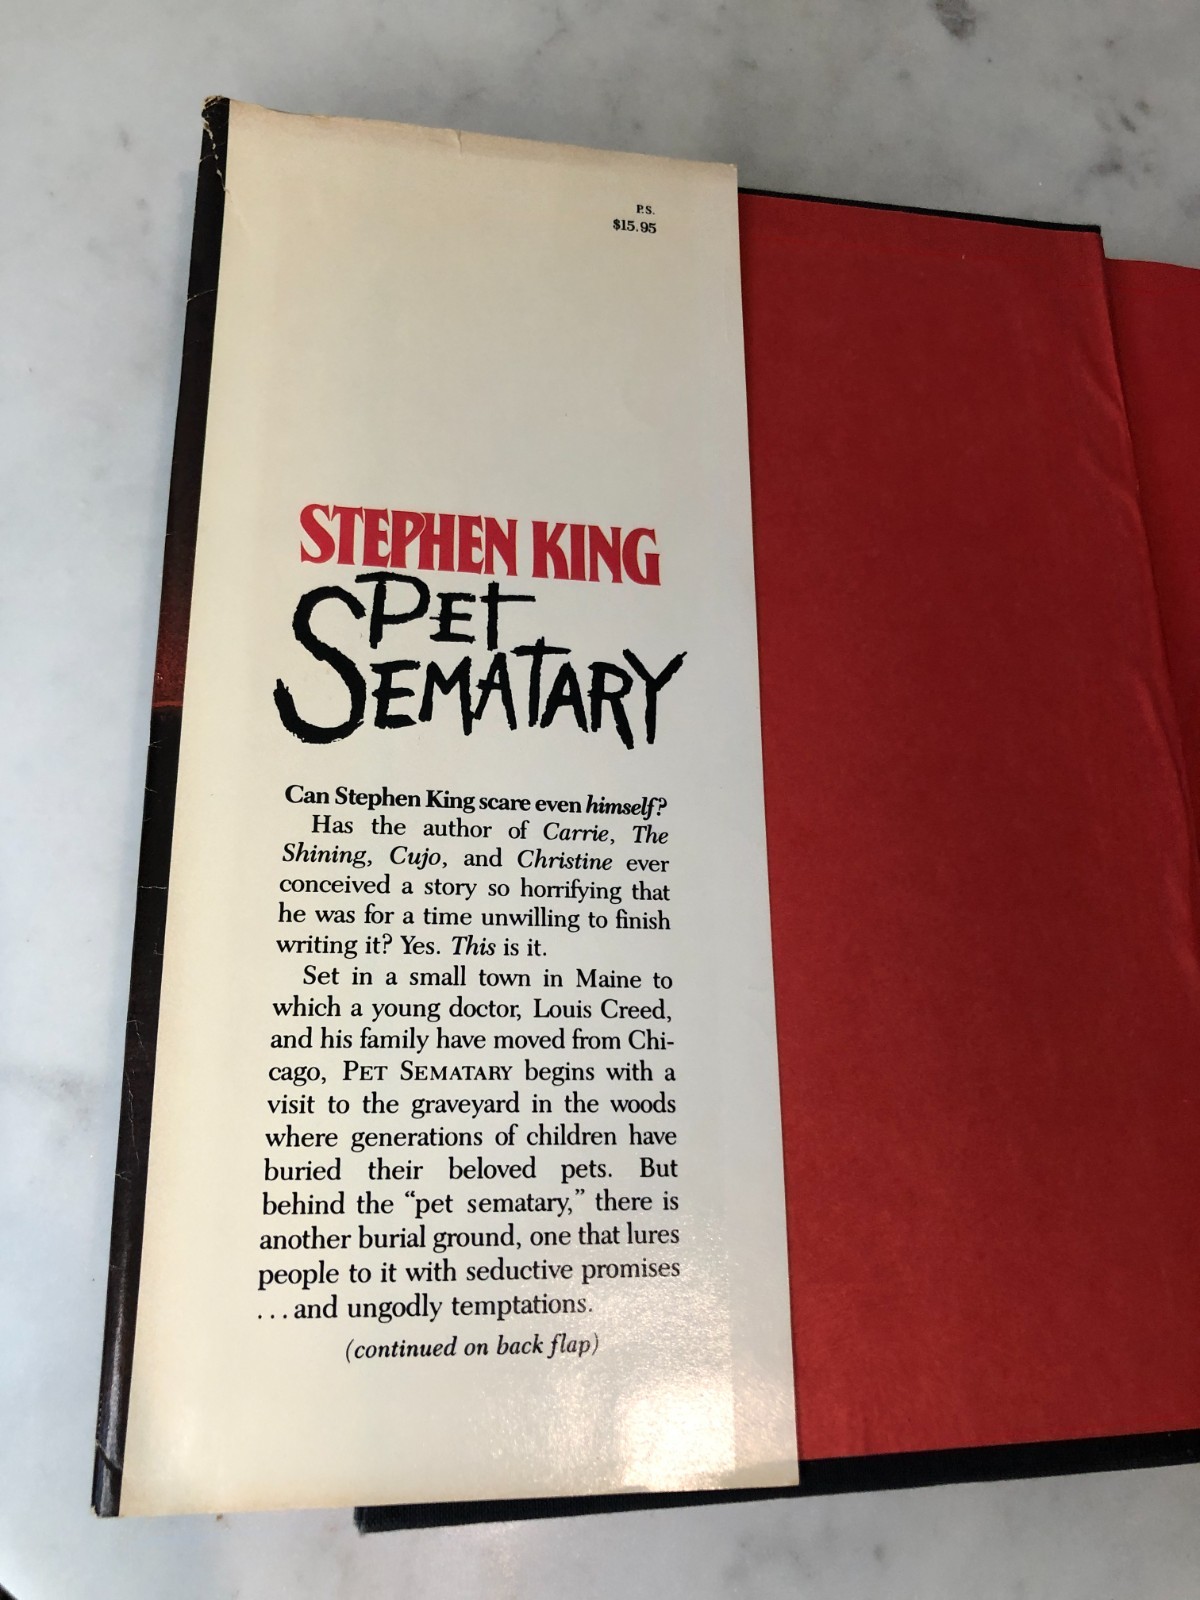 P.S.
$15.95
STEPHEN KING
PET
SEMATARY
Can Stephen King scare even himself?
Has the author of Carrie, The
Shining, Cujo, and Christine ever
conceived a story so horrifying that
he was for a time unwilling to finish
writing it? Yes. This is it.
Set in a small town in Maine to
which a young doctor, Louis Creed,
and his family have moved from Chi-
cago, PET SEMATARY begins with a
visit to the graveyard in the woods
where generations of children have
buried their beloved pets. But
behind the “pet sematary,” there is
another burial ground, one that lures
people to it with seductive promises
...and ungodly temptations.
(continued on back flap)